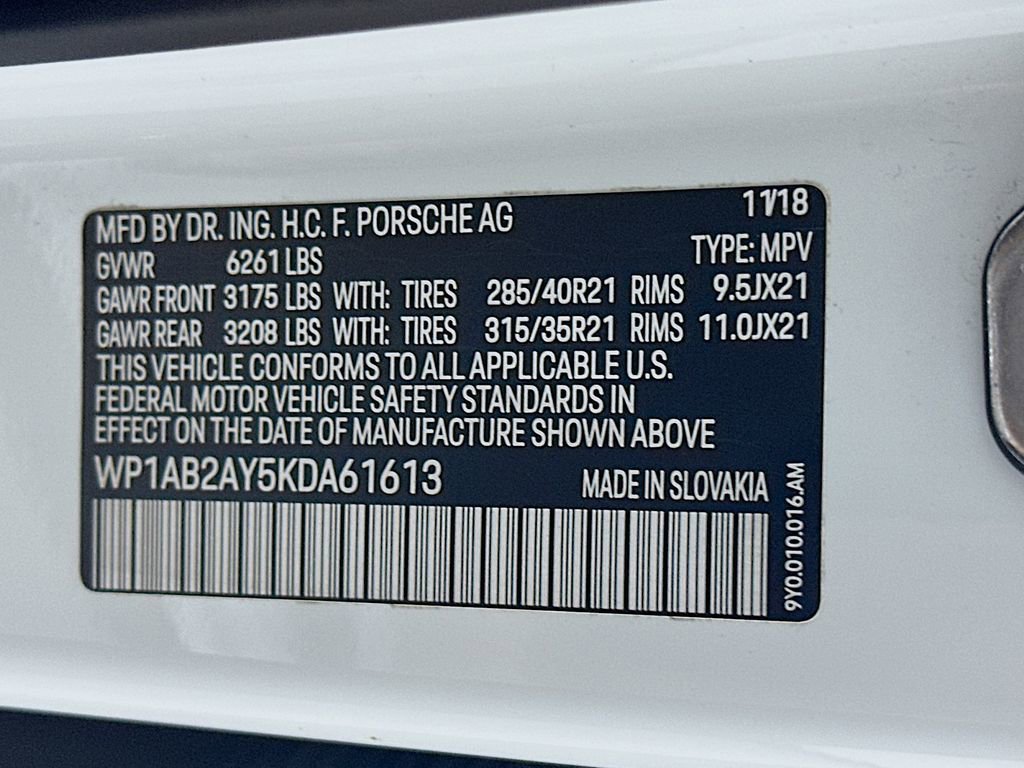 MFD BY DR. ING. H.C. F. PORSCHE AG 11/18
GVWR 6261 LBS TYPE: MPV
GAWR FRONT 3175 LBS WITH: TIRES 285/40R21 RIMS 9.5JX21
GAWR REAR 3208 LBS WITH: TIRES 315/35R21 RIMS 11.0JX21
THIS VEHICLE CONFORMS TO ALL APPLICABLE U.S.
FEDERAL MOTOR VEHICLE SAFETY STANDARDS IN
EFFECT ON THE DATE OF MANUFACTURE SHOWN ABOVE
WP1AB2AY5KDA61613 MADE IN SLOVAKIA
9Y0.010.016.AM